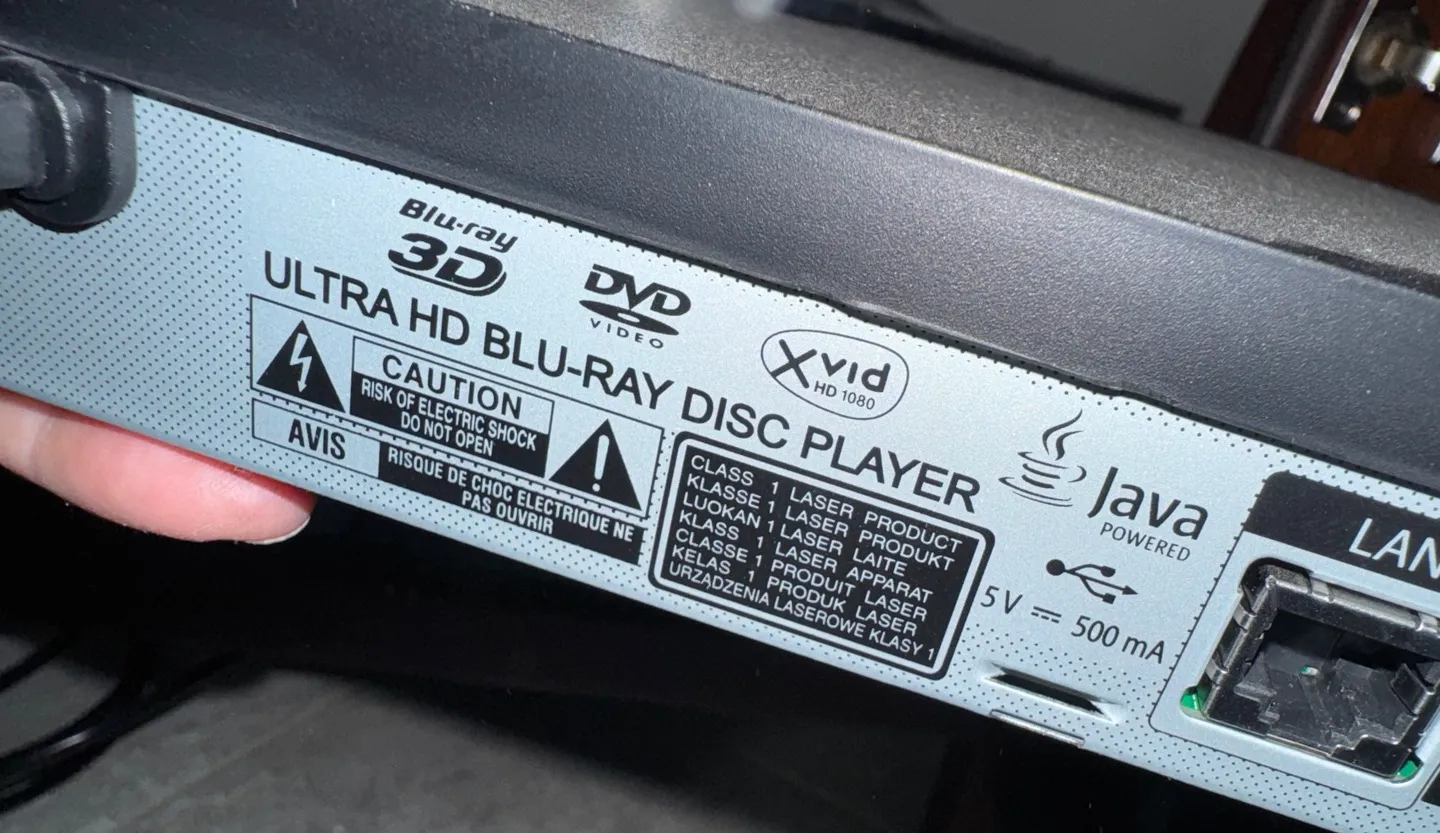 Blu-ray
3D
DVD
VIDEO
Xvid
HD 1080
ULTRA HD BLU-RAY DISC PLAYER
CAUTION
RISK OF ELECTRIC SHOCK
DO NOT OPEN
AVIS
RISQUE DE CHOC ELECTRIQUE NE
PAS OUVRIR
CLASS 1 LASER PRODUCT
KLASSE 1 LASER PRODUKT
LUOKAN 1 LASER LAITE
KLASS 1 LASER APPARAT
CLASSE 1 PRODUIT LASER
KELAS 1 PRODUK LASER
URZĄDZENIA LASEROWE KLASY 1
Java
POWERED
5 V ⎓ 500 mA
LAN